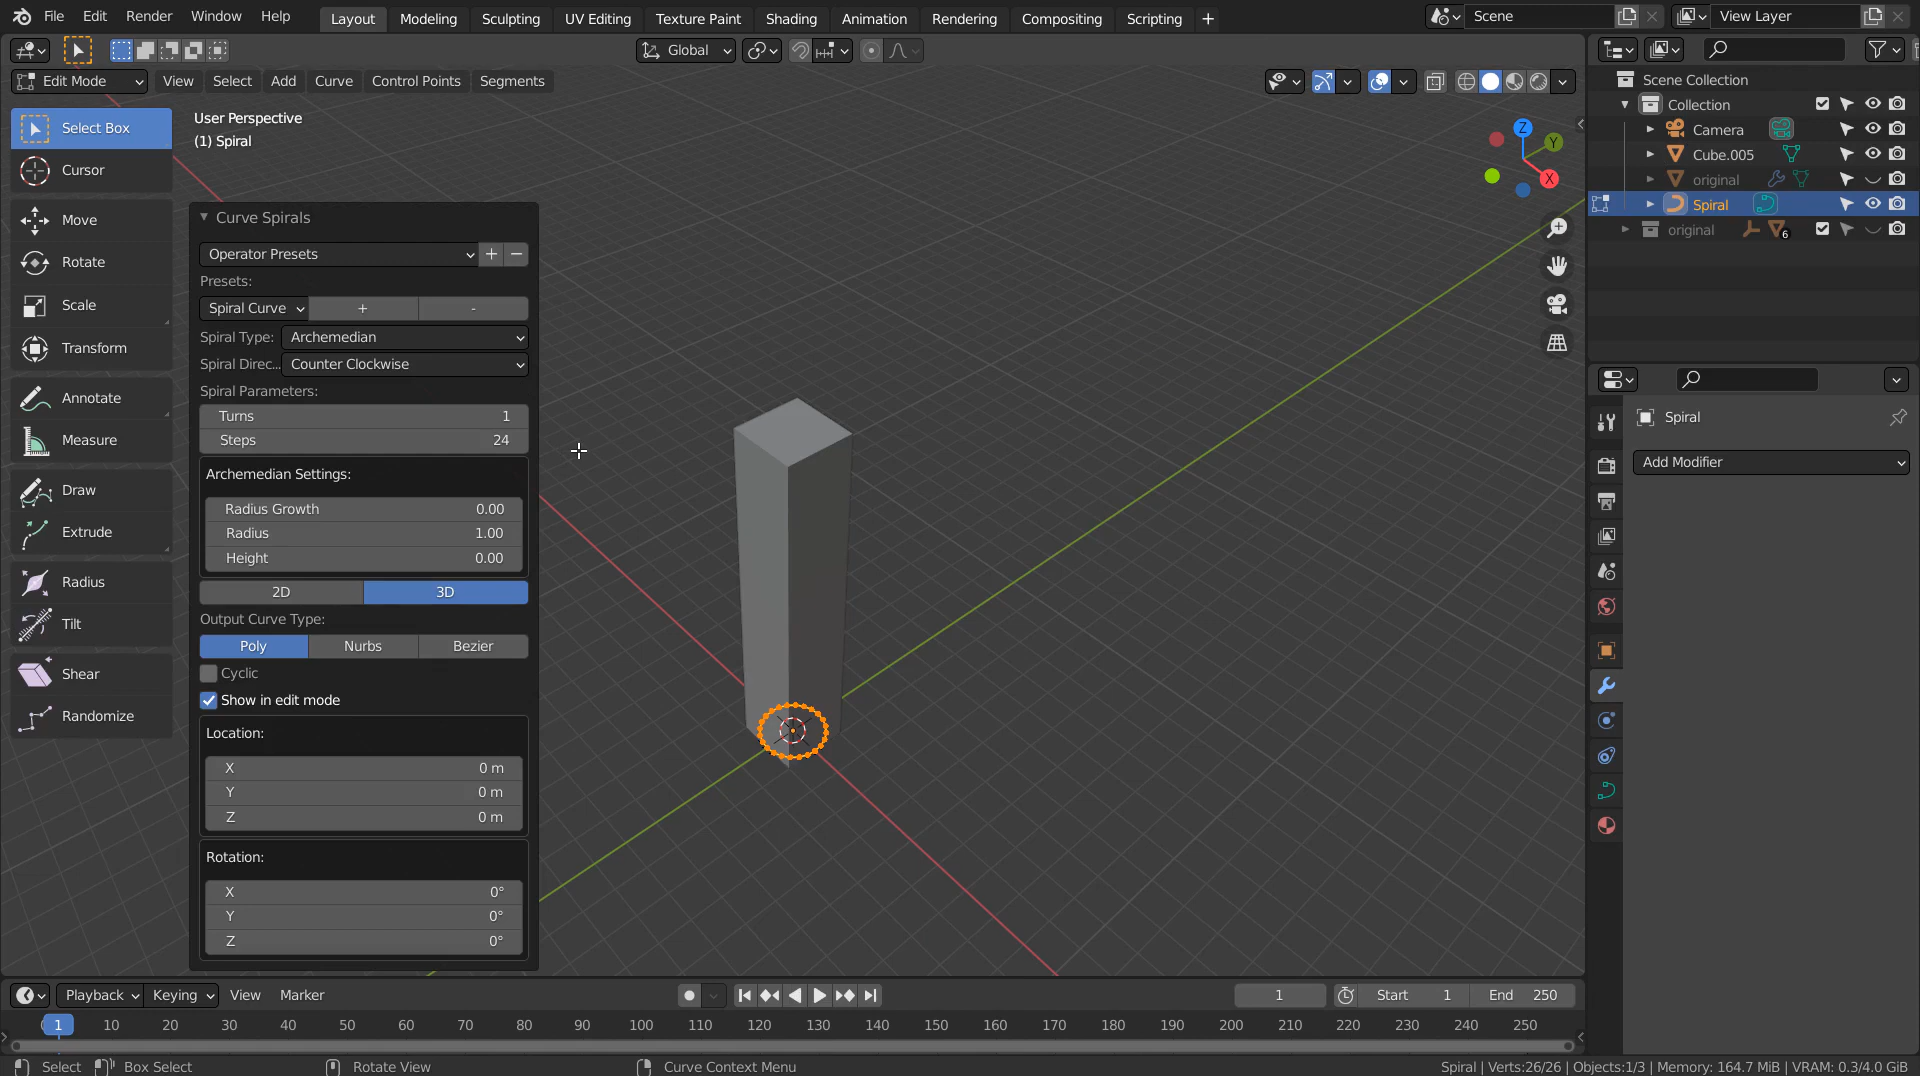 File Edit Render Window Help Layout Modeling Sculpting UV Editing Texture Paint Shading Animation Rendering Compositing Scripting + Scene View Layer
Global
Edit Mode View Select Add Curve Control Points Segments
Select Box
Cursor
Move
Rotate
Scale
Transform
Annotate
Measure
Draw
Extrude
Radius
Tilt
Shear
Randomize
User Perspective
(1) Spiral
Curve Spirals
Operator Presets
Presets:
Spiral Curve + -
Spiral Type: Archemedian
Spiral Direc... Counter Clockwise
Spiral Parameters:
Turns 1
Steps 24
Archemedian Settings:
Radius Growth 0.00
Radius 1.00
Height 0.00
2D 3D
Output Curve Type:
Poly Nurbs Bezier
Cyclic
Show in edit mode
Location:
X 0 m
Y 0 m
Z 0 m
Rotation:
X 0°
Y 0°
Z 0°
Z
Y
X
Scene Collection
Collection
Camera
Cube.005
original
Spiral
original 6
Spiral
Add Modifier
Playback Keying View Marker 1 Start 1 End 250
1 10 20 30 40 50 60 70 80 90 100 110 120 130 140 150 160 170 180 190 200 210 220 230 240 250
Select Box Select Rotate View Curve Context Menu Spiral | Verts:26/26 | Objects:1/3 | Memory: 164.7 MiB | VRAM: 0.3/4.0 GiB